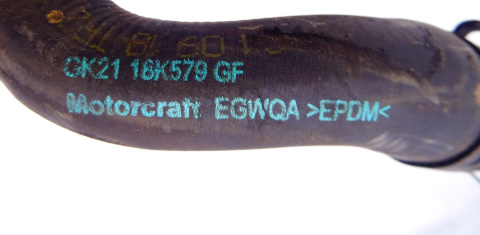 GK21 18K579 GF
Motorcraft EGWQA >EPDM<